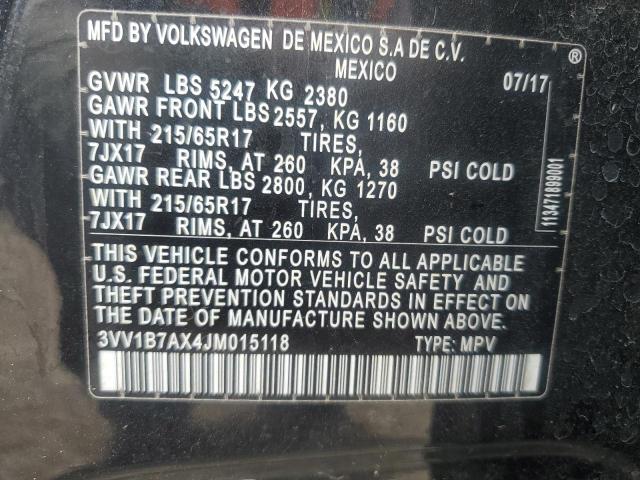 MFD BY VOLKSWAGEN DE MEXICO S.A DE C.V.
MEXICO
®
GVWR LBS 5247 KG 2380
07/17
GAWR FRONT LBS 2557, KG 1160
WITH 215/65R17 TIRES,
7JX17 RIMS, AT 260 KPA, 38 PSI COLD
GAWR REAR LBS 2800, KG 1270
WITH 215/65R17 TIRES,
7JX17 RIMS, AT 260 KPA, 38 PSI COLD
113471899001
THIS VEHICLE CONFORMS TO ALL APPLICABLE
U.S. FEDERAL MOTOR VEHICLE SAFETY AND
THEFT PREVENTION STANDARDS IN EFFECT ON
THE DATE OF MANUFACTURE SHOWN ABOVE.
3VV1B7AX4JM015118 TYPE: MPV